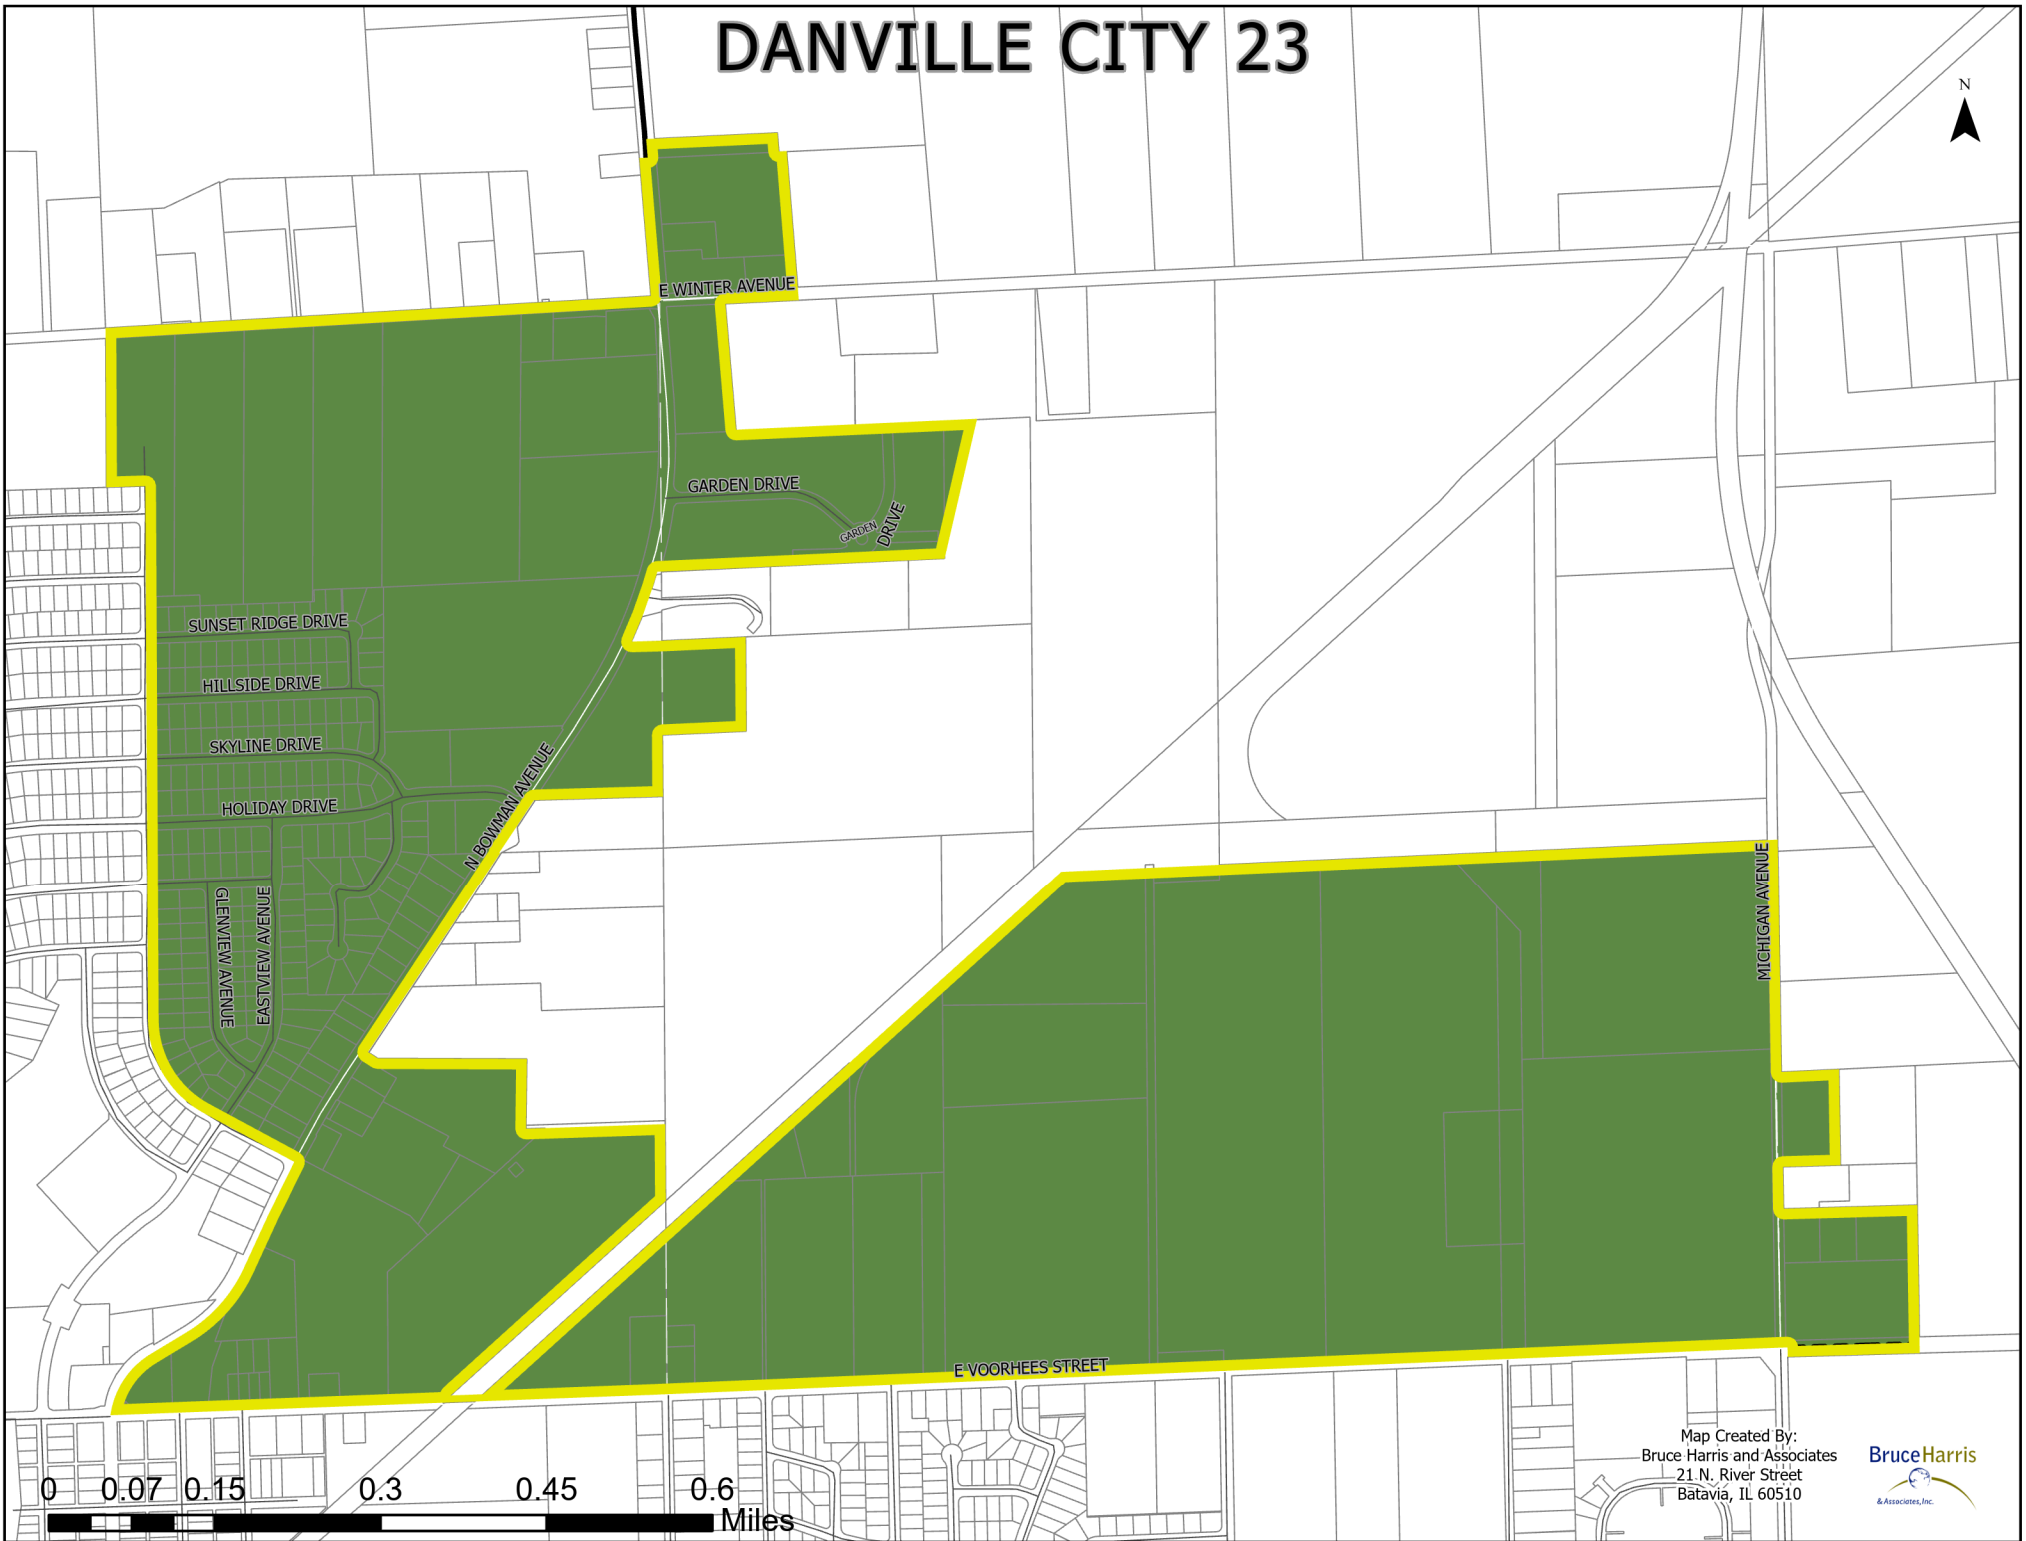 DANVILLE CITY 23
N
E WINTER AVENUE
GARDEN DRIVE
GARDEN
DRIVE
SUNSET RIDGE DRIVE
HILLSIDE DRIVE
SKYLINE DRIVE
HOLIDAY DRIVE
N BOWMAN AVENUE
GLENVIEW AVENUE
EASTVIEW AVENUE
MICHIGAN AVENUE
E VOORHEES STREET
Map Created By:
Bruce Harris and Associates
21 N. River Street
Batavia, IL 60510
BruceHarris
& Associates, Inc.
0 0.07 0.15 0.3 0.45 0.6
Miles